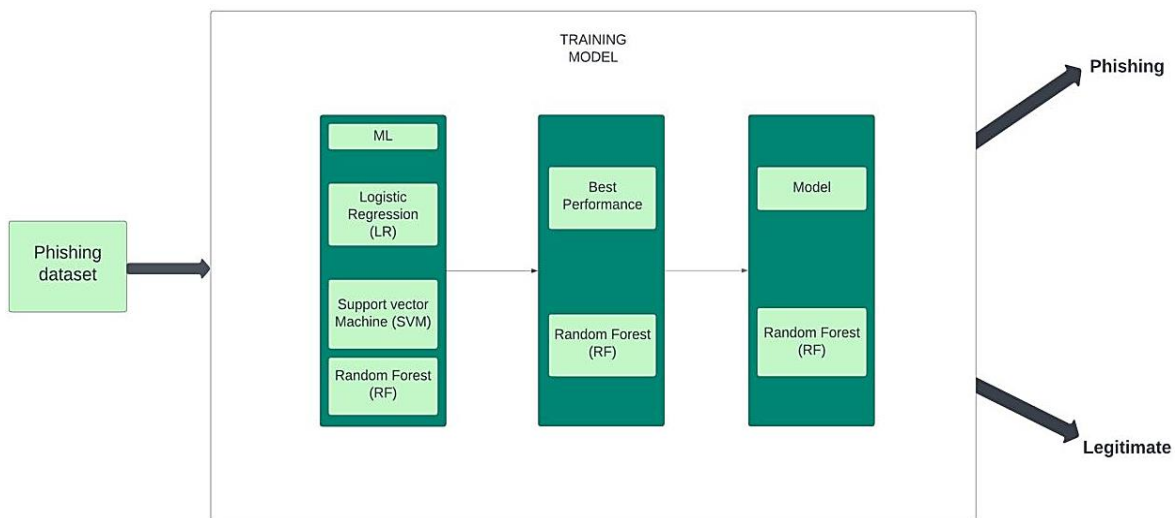 TRAINING
MODEL
Phishing
dataset
ML
Logistic
Regression
(LR)
Support vector
Machine (SVM)
Random Forest
(RF)
Best
Performance
Random Forest
(RF)
Model
Random Forest
(RF)
Phishing
Legitimate